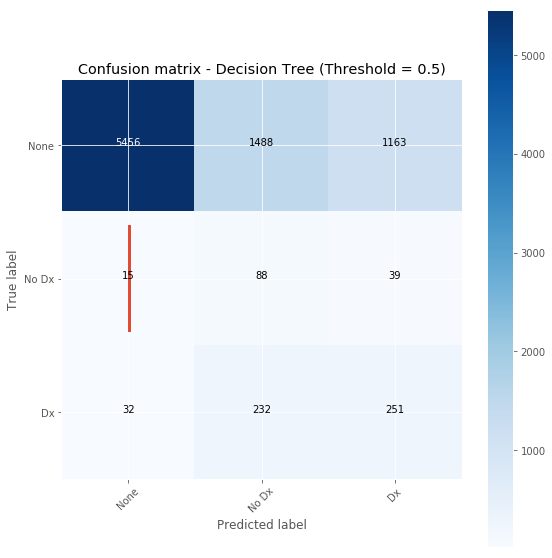 Confusion matrix - Decision Tree (Threshold = 0.5)
None 5456 1488 1163
No Dx 15 88 39
Dx 32 232 251
None No Dx Dx
True label
Predicted label
5000
4000
3000
2000
1000